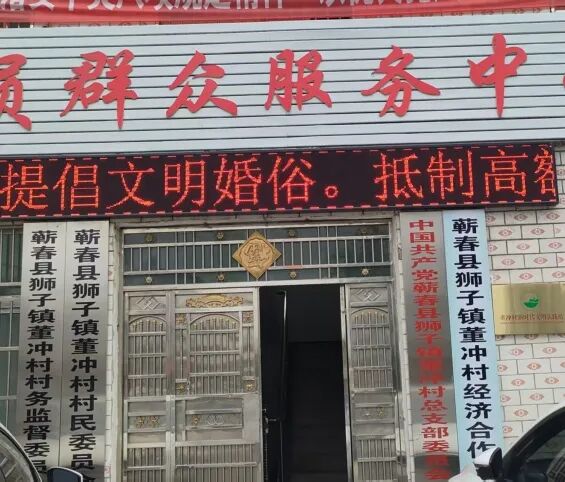 员群众服务中
提倡文明婚俗。抵制高额
蕲春县狮子镇董冲村村务监督委
蕲春县狮子镇董冲村村民委员会
中国共产党蕲春县狮子镇董冲村总支部委员会
蕲春县狮子镇董冲村经济合作